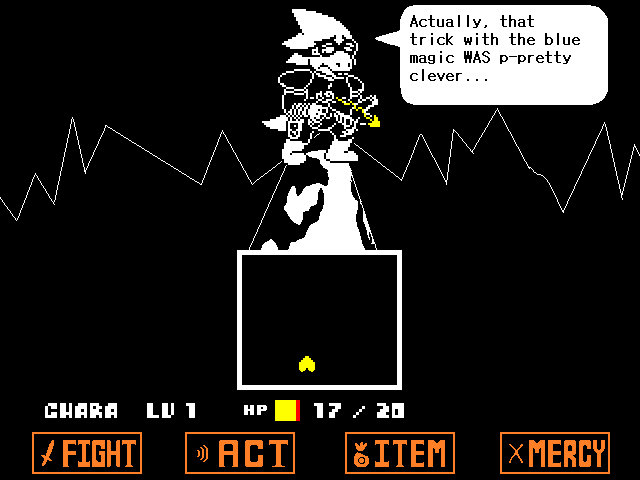 Actually, that
trick with the blue
magic WAS p-pretty
clever...
CHARA LV 1 HP 17 / 20
FIGHT ACT ITEM MERCY